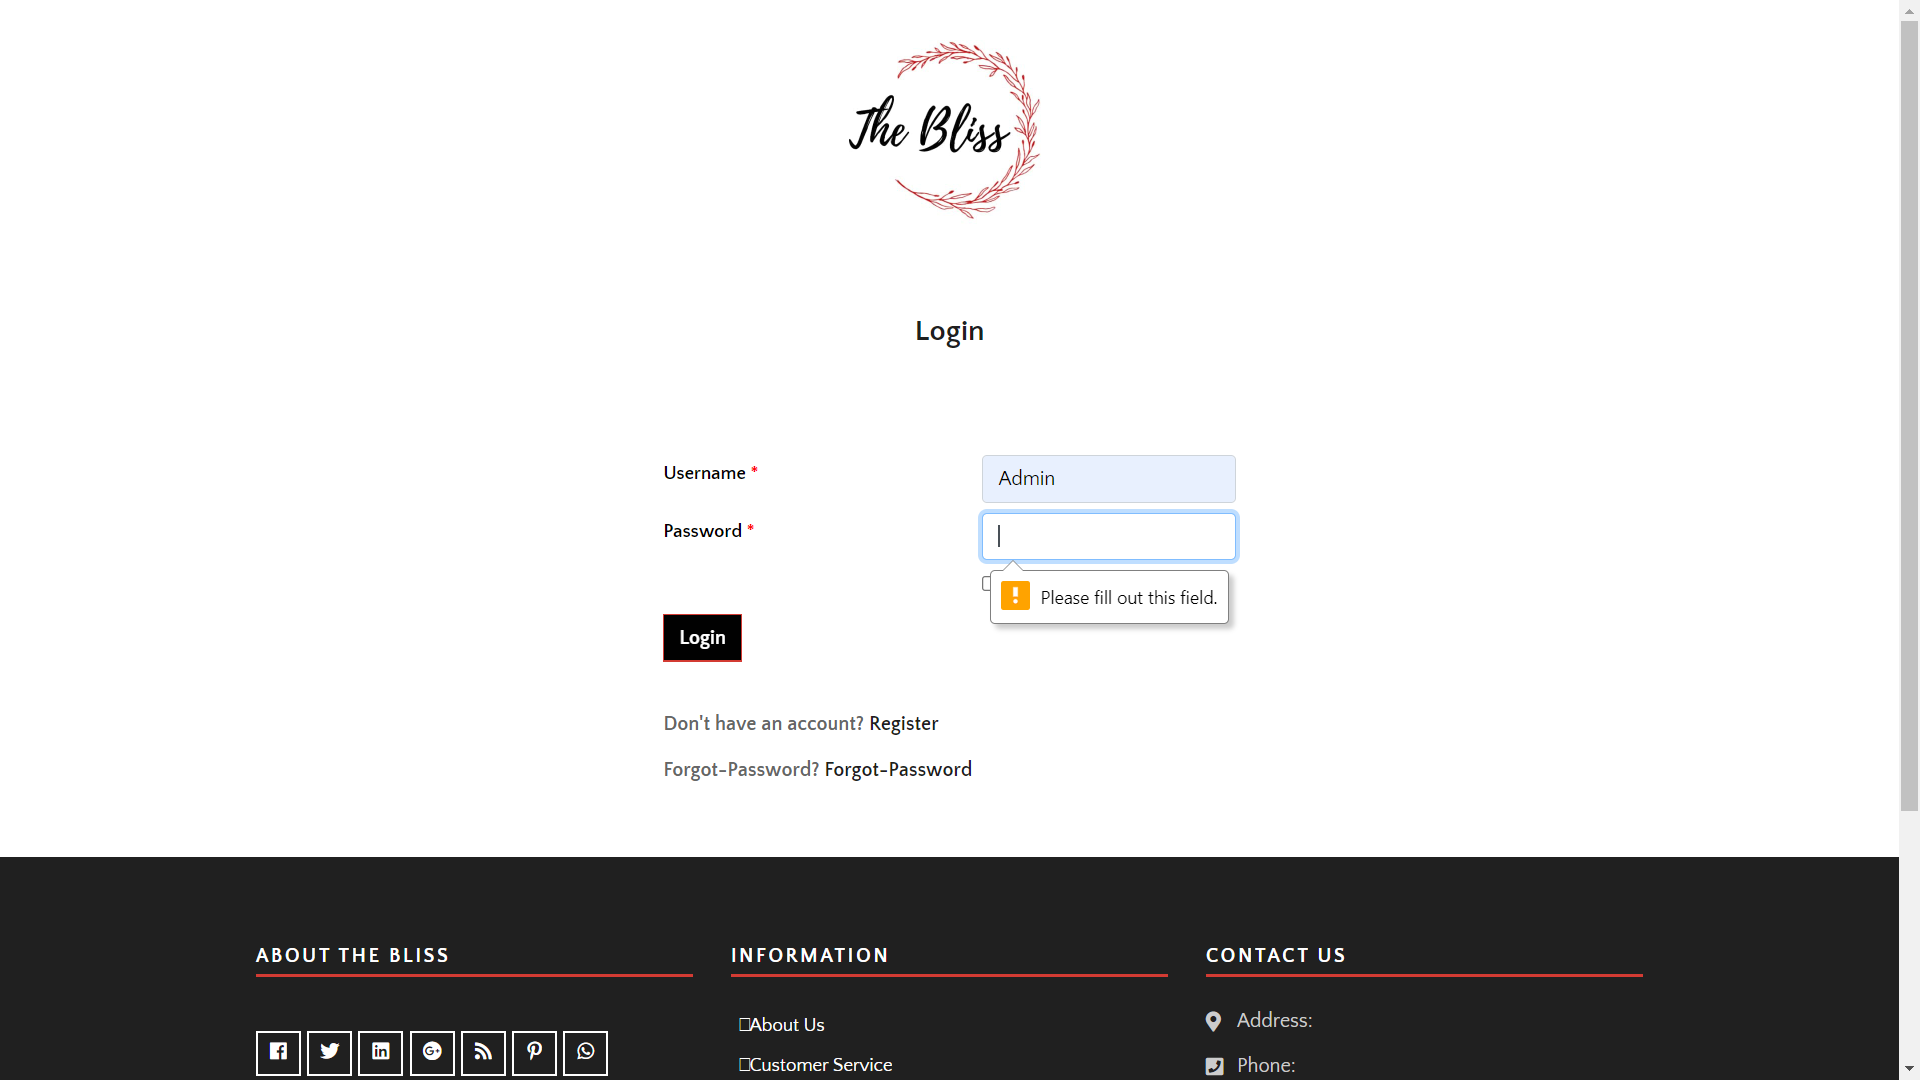 The Bliss
Login
Username *
Admin
Password *
Please fill out this field.
Login
Don't have an account? Register
Forgot-Password? Forgot-Password
ABOUT THE BLISS
INFORMATION
About Us
Customer Service
CONTACT US
Address:
Phone: